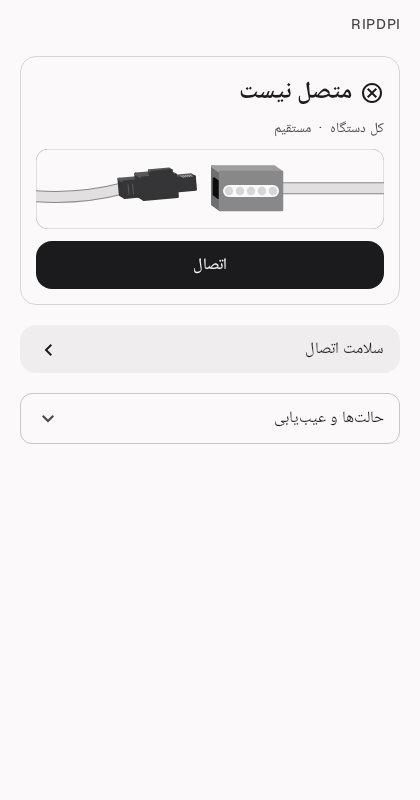 RIPDPI
متصل نیست
کل دستگاه · مستقیم
اتصال
سلامت اتصال
حالت‌ها و عیب‌یابی